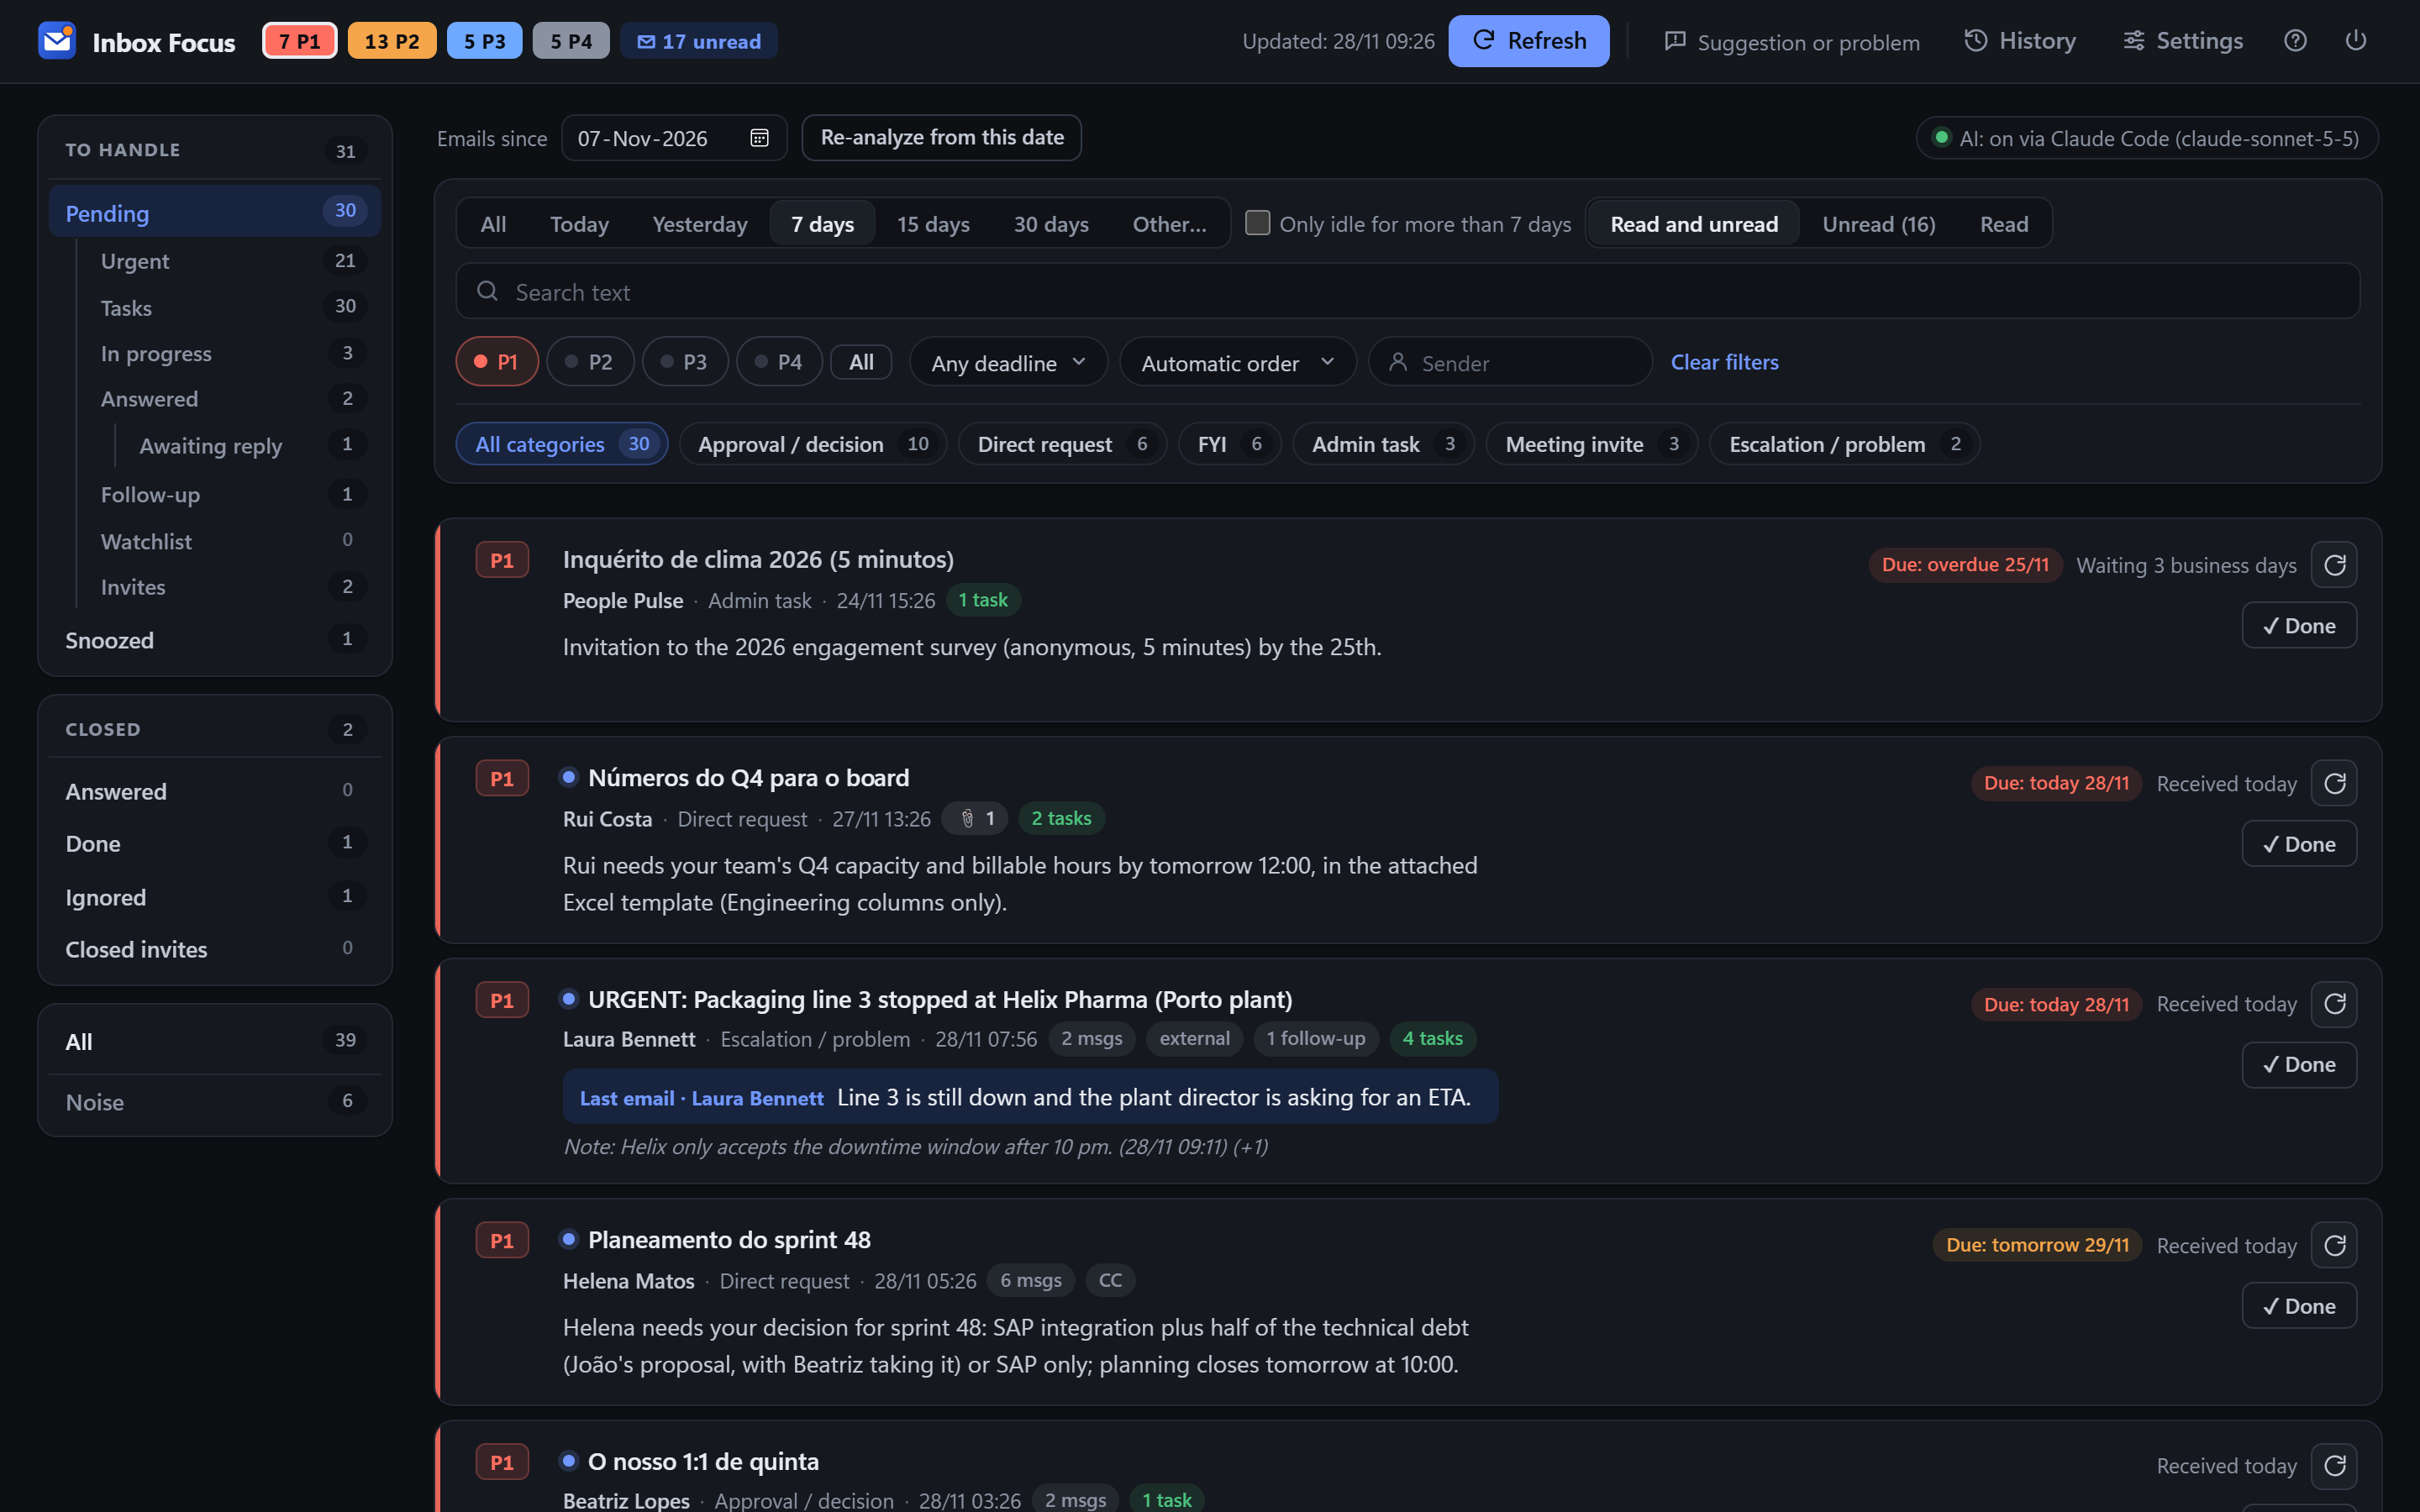 Inbox Focus 7 P1 13 P2 5 P3 5 P4 17 unread Updated: 28/11 09:26 Refresh Suggestion or problem History Settings
TO HANDLE 31
Pending 30
Urgent 21
Tasks 30
In progress 3
Answered 2
Awaiting reply 1
Follow-up 1
Watchlist 0
Invites 2
Snoozed 1
CLOSED 2
Answered 0
Done 1
Ignored 1
Closed invites 0
All 39
Noise 6
Emails since 07-Nov-2026 Re-analyze from this date AI: on via Claude Code (claude-sonnet-5-5)
All Today Yesterday 7 days 15 days 30 days Other... Only idle for more than 7 days Read and unread Unread (16) Read
Search text
P1 P2 P3 P4 All Any deadline Automatic order Sender Clear filters
All categories 30 Approval / decision 10 Direct request 6 FYI 6 Admin task 3 Meeting invite 3 Escalation / problem 2
P1 Inquérito de clima 2026 (5 minutos) Due: overdue 25/11 Waiting 3 business days
People Pulse · Admin task · 24/11 15:26 1 task
✓ Done
Invitation to the 2026 engagement survey (anonymous, 5 minutes) by the 25th.
P1 Números do Q4 para o board Due: today 28/11 Received today
Rui Costa · Direct request · 27/11 13:26 1 2 tasks
✓ Done
Rui needs your team's Q4 capacity and billable hours by tomorrow 12:00, in the attached
Excel template (Engineering columns only).
P1 URGENT: Packaging line 3 stopped at Helix Pharma (Porto plant) Due: today 28/11 Received today
Laura Bennett · Escalation / problem · 28/11 07:56 2 msgs external 1 follow-up 4 tasks
✓ Done
Last email · Laura Bennett Line 3 is still down and the plant director is asking for an ETA.
Note: Helix only accepts the downtime window after 10 pm. (28/11 09:11) (+1)
P1 Planeamento do sprint 48 Due: tomorrow 29/11 Received today
Helena Matos · Direct request · 28/11 05:26 6 msgs CC
✓ Done
Helena needs your decision for sprint 48: SAP integration plus half of the technical debt
(João's proposal, with Beatriz taking it) or SAP only; planning closes tomorrow at 10:00.
P1 O nosso 1:1 de quinta Received today
Beatriz Lopes · Approval / decision · 28/11 03:26 2 msgs 1 task